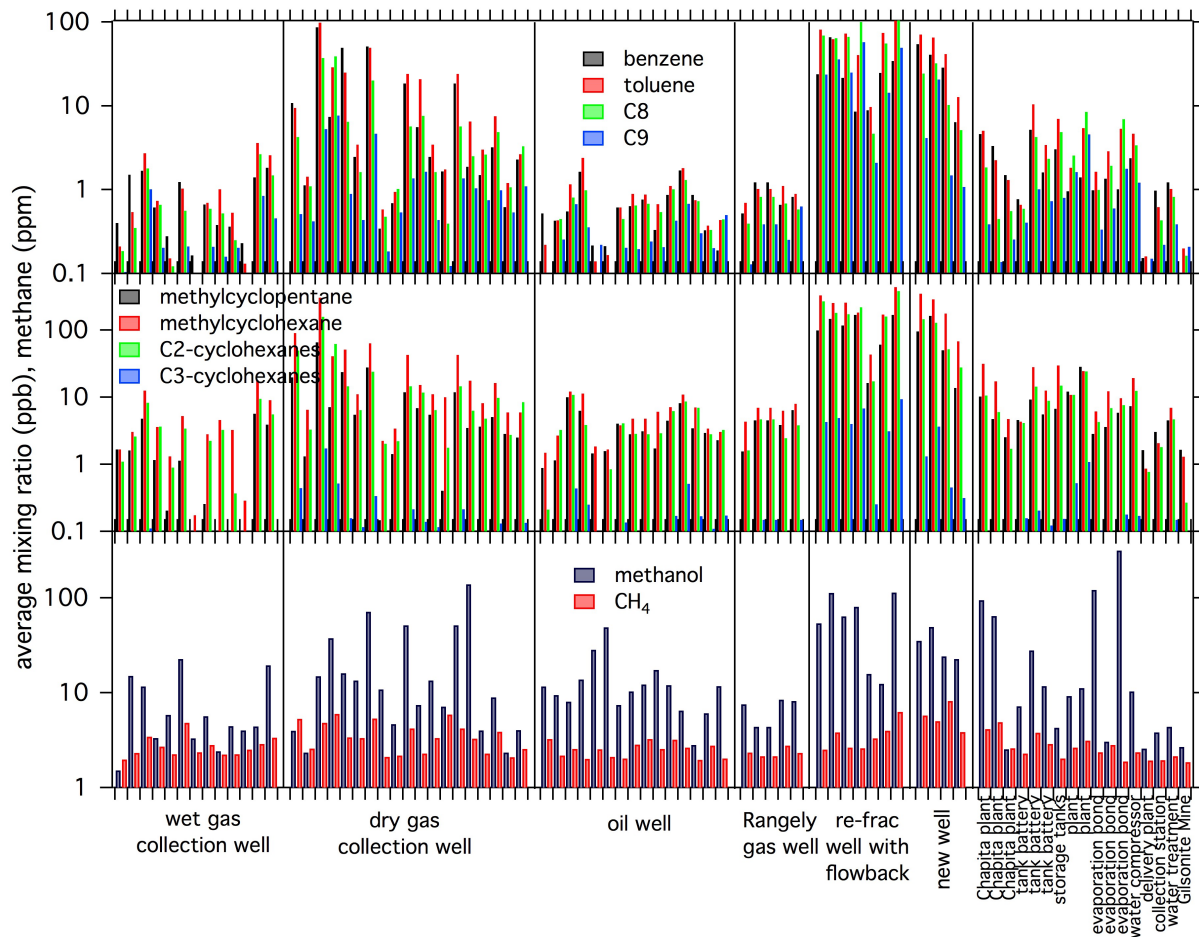 average mixing ratio (ppb), methane (ppm)
100
10
1
0.1
benzene
toluene
C8
C9
100
10
1
0.1
methylcyclopentane
methylcyclohexane
C2-cyclohexanes
C3-cyclohexanes
100
10
1
methanol
CH4
wet gas
collection well
dry gas
collection well
oil well
Rangely
gas well
re-frac
well with
flowback
new well
Chapita plant
Chapita plant
Chapita plant
tank battery
tank battery
tank battery
storage tanks
plant
plant
evaporation pond
evaporation pond
evaporation pond
water compressor
delivery plant
collection station
water treatment
Gilsonite Mine